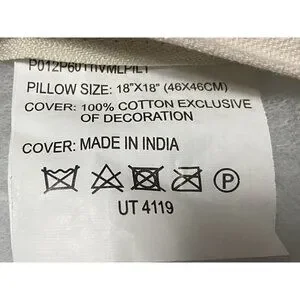 PILLOW SIZE: 18"X18" (46X46CM)
COVER: 100% COTTON EXCLUSIVE
OF DECORATION
COVER: MADE IN INDIA
P
UT 4119